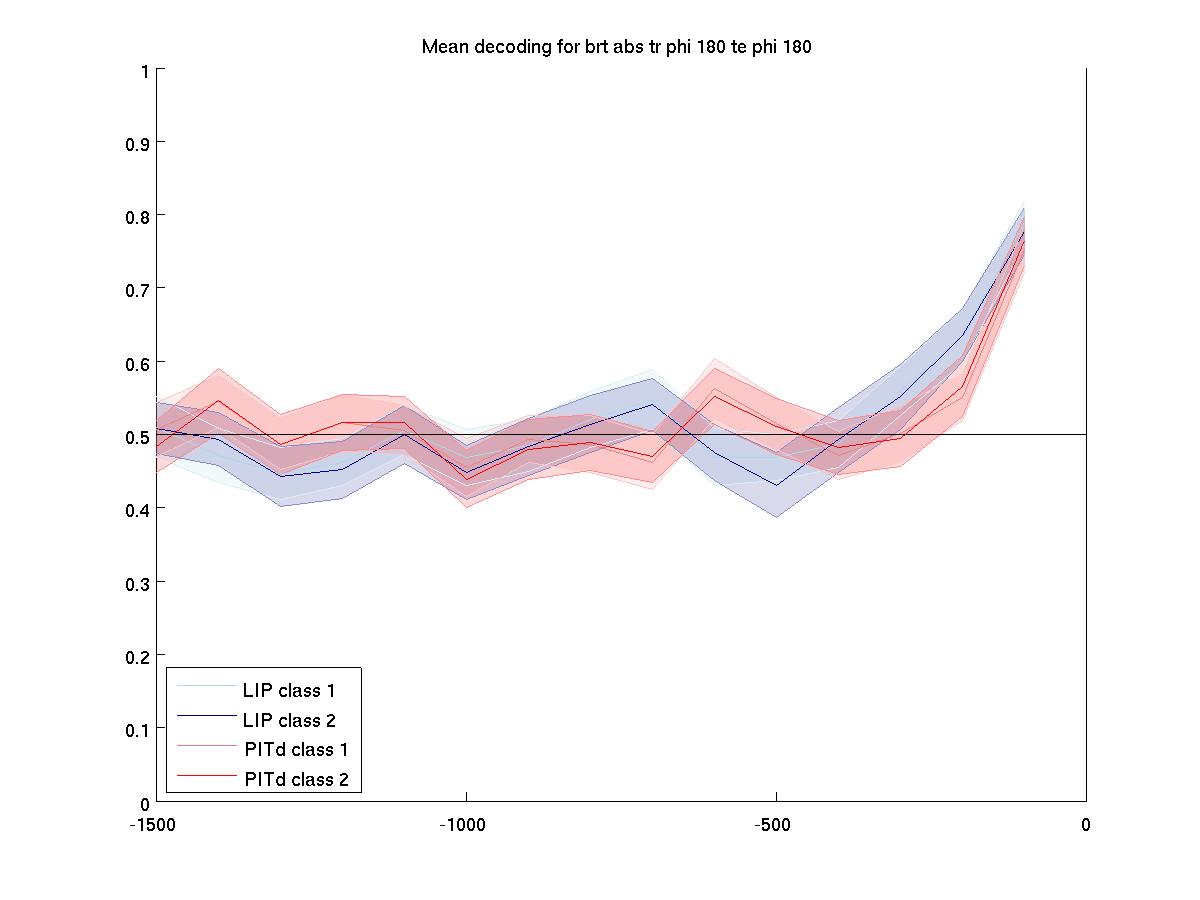 Mean decoding for brt abs tr phi 180 te phi 180
1
0.9
0.8
0.7
0.6
0.5
0.4
0.3
0.2
0.1
0
LIP class 1
LIP class 2
PITd class 1
PITd class 2
-1500 -1000 -500 0